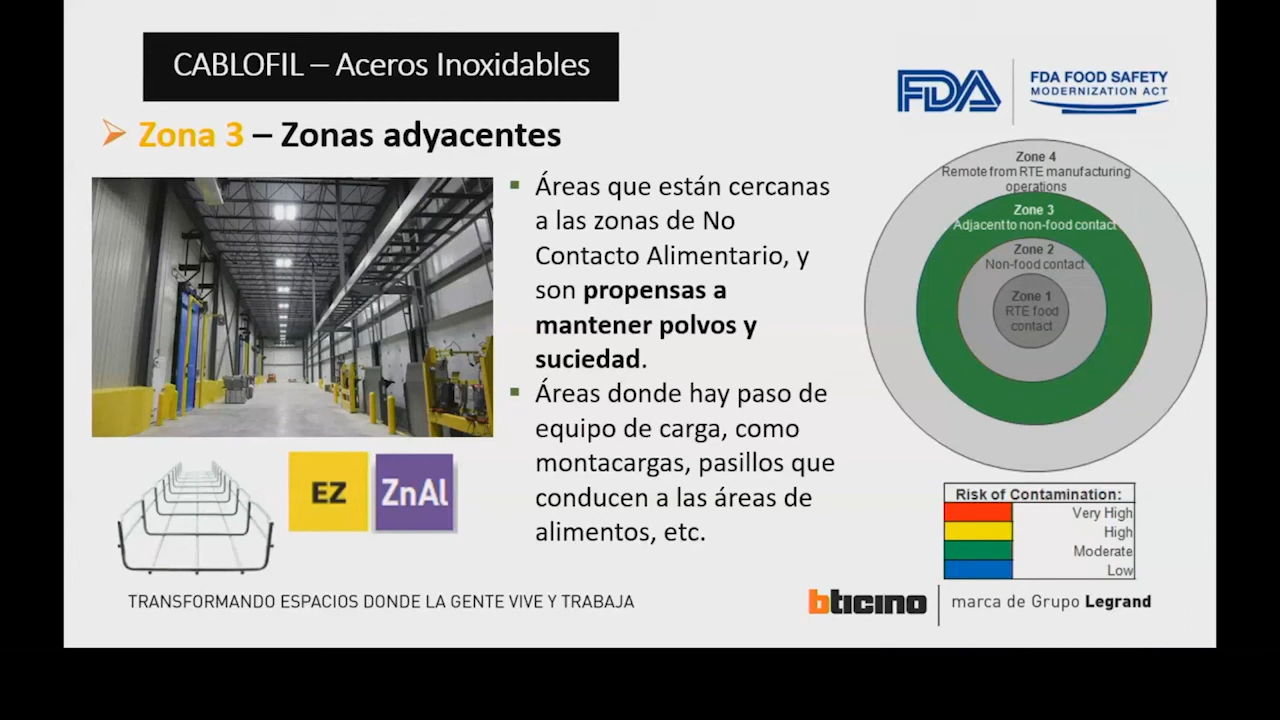 CABLOFIL – Aceros Inoxidables
FDA
FDA FOOD SAFETY
MODERNIZATION ACT
Zona 3 – Zonas adyacentes
Áreas que están cercanas
a las zonas de No
Contacto Alimentario, y
son propensas a
mantener polvos y
suciedad.
Áreas donde hay paso de
equipo de carga, como
montacargas, pasillos que
conducen a las áreas de
alimentos, etc.
Zone 4
Remote from RTE manufacturing
operations
Zone 3
Adjacent to non-food contact
Zone 2
Non-food contact
Zone 1
RTE food
contact
EZ
ZnAl
Risk of Contamination:
Very High
High
Moderate
Low
TRANSFORMANDO ESPACIOS DONDE LA GENTE VIVE Y TRABAJA
bticino
marca de Grupo Legrand